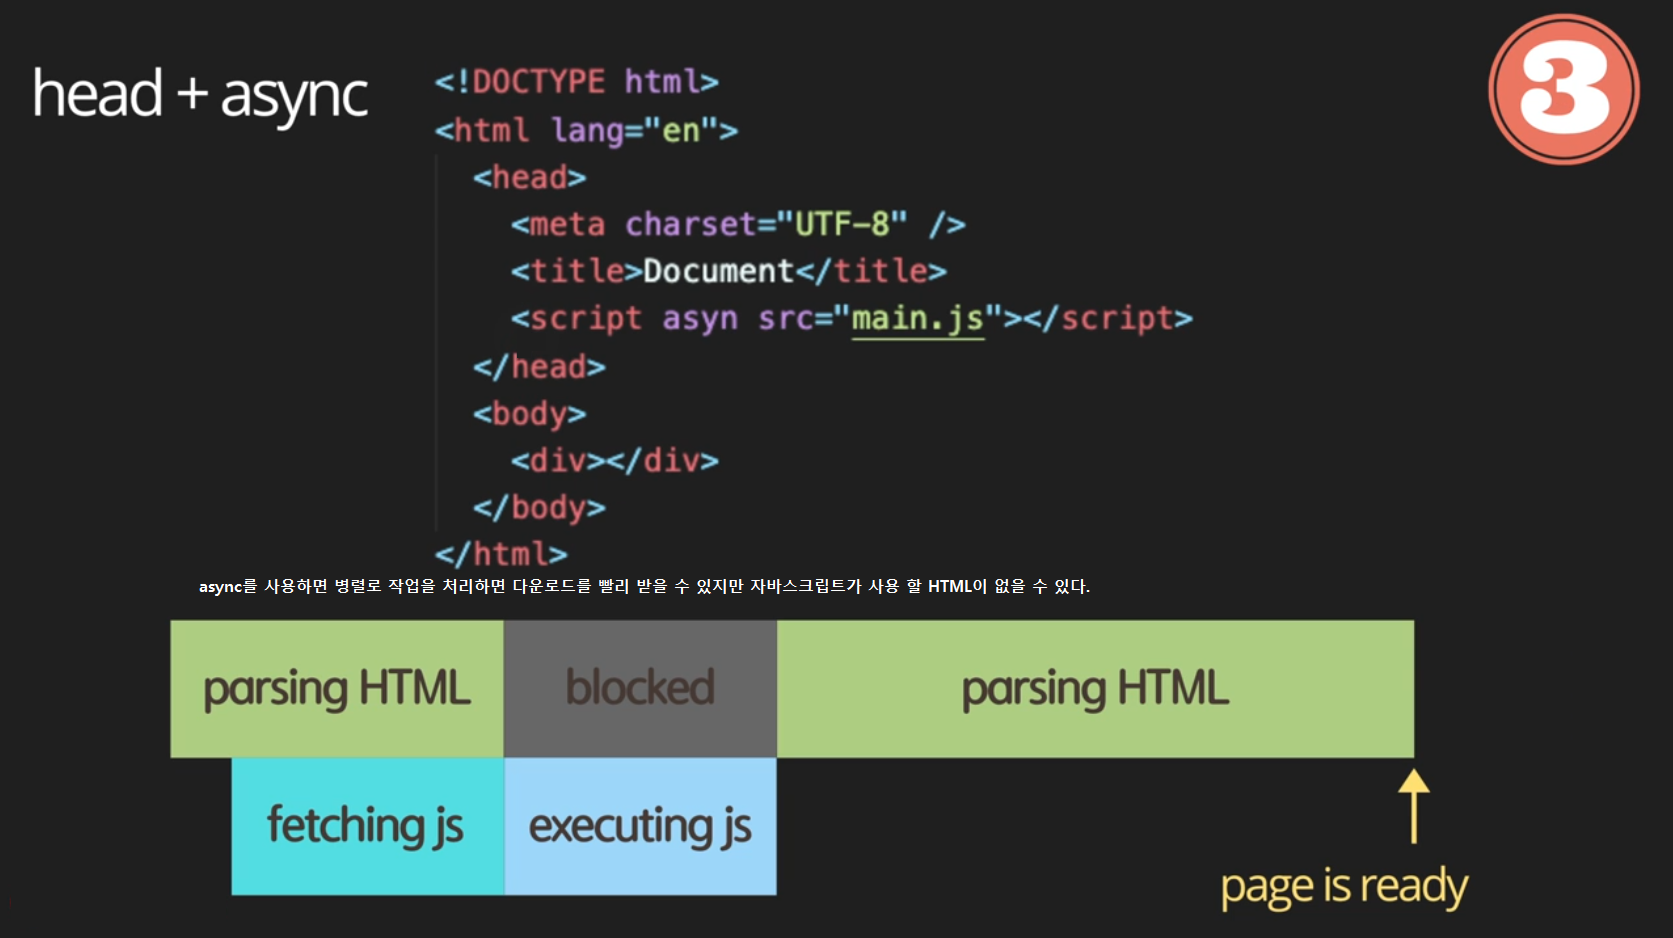 head + async
3
<!DOCTYPE html>
<html lang="en">
<head>
<meta charset="UTF-8" />
<title>Document</title>
<script asyn src="main.js"></script>
</head>
<body>
<div></div>
</body>
</html>
async를 사용하면 병렬로 작업을 처리하면 다운로드를 빨리 받을 수 있지만 자바스크립트가 사용 할 HTML이 없을 수 있다.
parsing HTML
blocked
parsing HTML
fetching js
executing js
page is ready